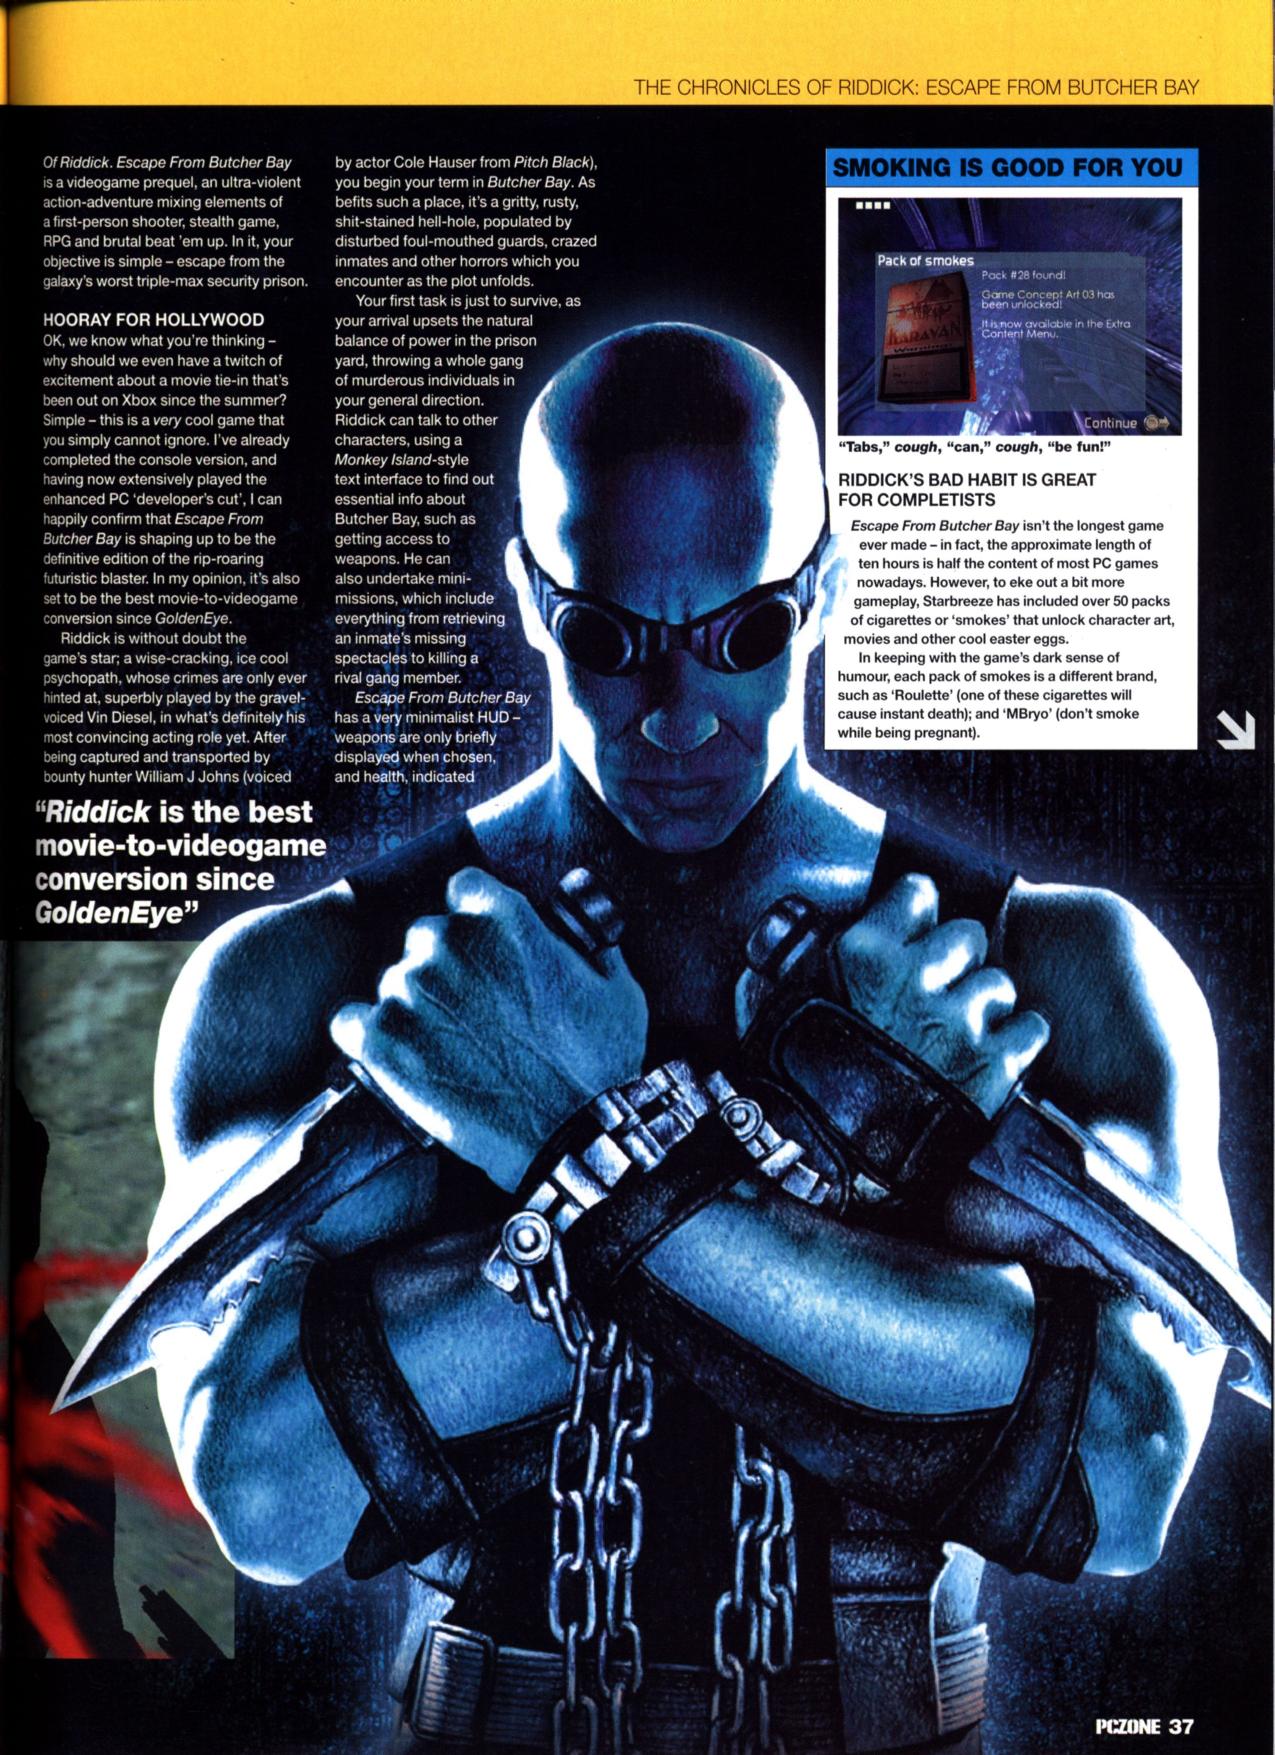 THE CHRONICLES OF RIDDICK: ESCAPE FROM BUTCHER BAY
Of Riddick. Escape From Butcher Bay
is a videogame prequel, an ultra-violent
action-adventure mixing elements of
a first-person shooter, stealth game,
RPG and brutal beat 'em up. In it, your
objective is simple – escape from the
galaxy's worst triple-max security prison.
HOORAY FOR HOLLYWOOD
OK, we know what you're thinking –
why should we even have a twitch of
excitement about a movie tie-in that's
been out on Xbox since the summer?
Simple – this is a very cool game that
you simply cannot ignore. I've already
completed the console version, and
having now extensively played the
enhanced PC 'developer's cut', I can
happily confirm that Escape From
Butcher Bay is shaping up to be the
definitive edition of the rip-roaring
futuristic blaster. In my opinion, it's also
set to be the best movie-to-videogame
conversion since GoldenEye.
Riddick is without doubt the
game's star; a wise-cracking, ice cool
psychopath, whose crimes are only ever
hinted at, superbly played by the gravel-
voiced Vin Diesel, in what's definitely his
most convincing acting role yet. After
being captured and transported by
bounty hunter William J Johns (voiced
by actor Cole Hauser from Pitch Black),
you begin your term in Butcher Bay. As
befits such a place, it's a gritty, rusty,
shit-stained hell-hole, populated by
disturbed foul-mouthed guards, crazed
inmates and other horrors which you
encounter as the plot unfolds.
Your first task is just to survive, as
your arrival upsets the natural
balance of power in the prison
yard, throwing a whole gang
of murderous individuals in
your general direction.
Riddick can talk to other
characters, using a
Monkey Island-style
text interface to find out
essential info about
Butcher Bay, such as
getting access to
weapons. He can
also undertake mini-
missions, which include
everything from retrieving
an inmate's missing
spectacles to killing a
rival gang member.
Escape From Butcher Bay
has a very minimalist HUD –
weapons are only briefly
displayed when chosen,
and health, indicated
"Riddick is the best
movie-to-videogame
conversion since
GoldenEye"
SMOKING IS GOOD FOR YOU
Pack of smokes
Pack #28 found!
Game Concept Art 03 has
been unlocked!
It is now available in the Extra
Content Menu.
KARAVAN
Continue
"Tabs," cough, "can," cough, "be fun!"
RIDDICK'S BAD HABIT IS GREAT
FOR COMPLETISTS
Escape From Butcher Bay isn't the longest game
ever made – in fact, the approximate length of
ten hours is half the content of most PC games
nowadays. However, to eke out a bit more
gameplay, Starbreeze has included over 50 packs
of cigarettes or 'smokes' that unlock character art,
movies and other cool easter eggs.
In keeping with the game's dark sense of
humour, each pack of smokes is a different brand,
such as 'Roulette' (one of these cigarettes will
cause instant death); and 'MBryo' (don't smoke
while being pregnant).
PCZONE 37